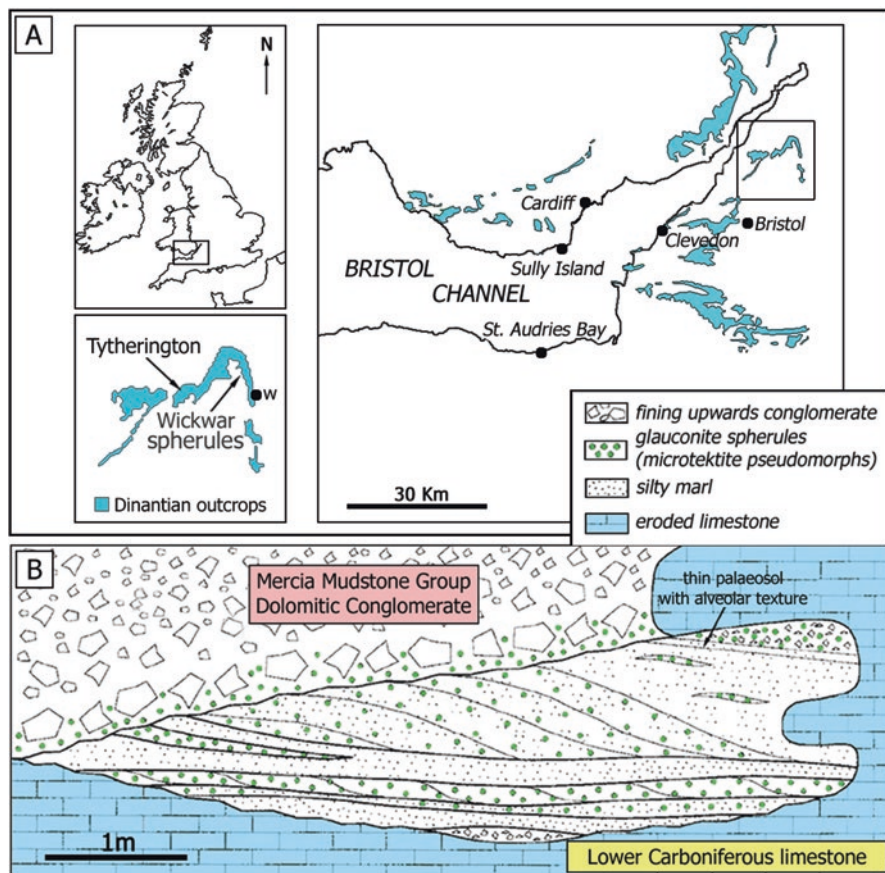 A
N
Tytherington
Wickwar
spherules
W
Dinantian outcrops
Cardiff
Sully Island
BRISTOL
CHANNEL
Clevedon
Bristol
St. Audries Bay
30 Km
fining upwards conglomerate
glauconite spherules
(microtektite pseudomorphs)
silty marl
eroded limestone
B
Mercia Mudstone Group
Dolomitic Conglomerate
thin palaeosol
with alveolar texture
1m
Lower Carboniferous limestone